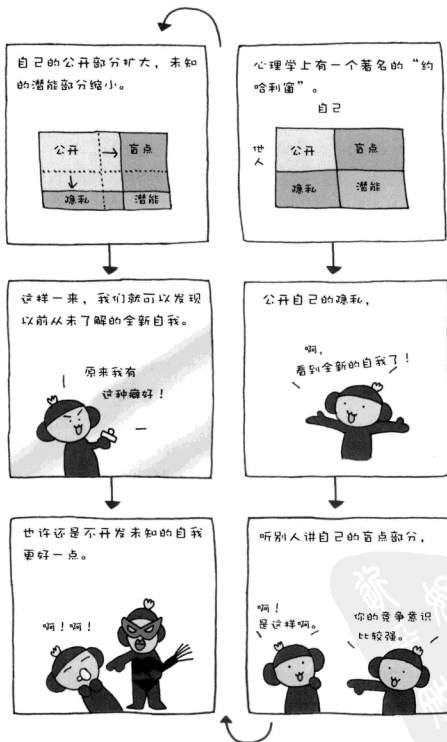 心理学上有一个著名的“约
哈利窗”。
自己
他人
公开
盲点
隐私
潜能
公开自己的隐私，
啊，
看到全新的自我了！
听别人讲自己的盲点部分，
啊！
是这样啊。
你的竞争意识
比较强。
自己的公开部分扩大，未知
的潜能部分缩小。
公开
盲点
隐私
潜能
这样一来，我们就可以发现
以前从未了解的全新自我。
原来我有
这种癖好！
也许还是不开发未知的自我
更好一点。
啊！啊！